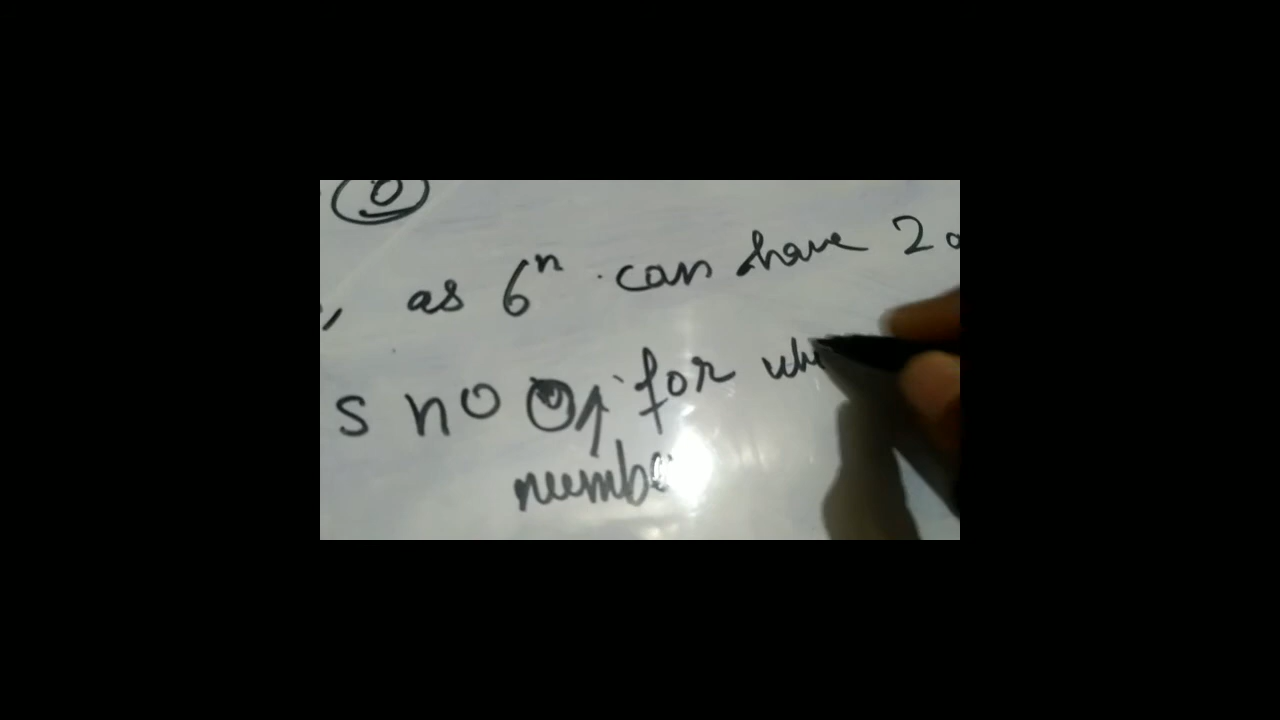 0
, as 6ⁿ can have 2
s no for
numbe